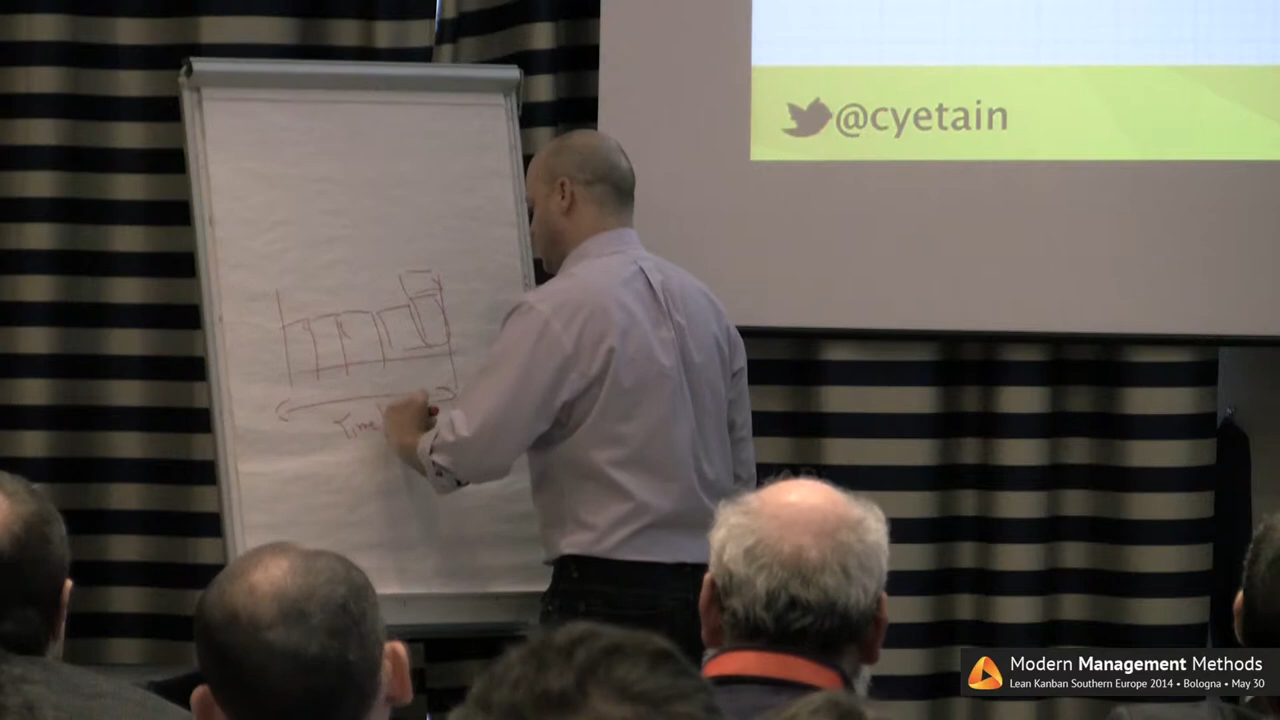 @cyetain
Time
Modern Management Methods
Lean Kanban Southern Europe 2014 • Bologna • May 30